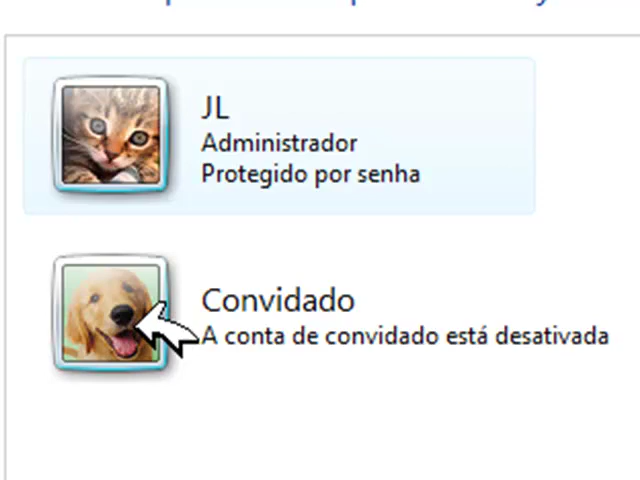 JL
Administrador
Protegido por senha
Convidado
A conta de convidado está desativada